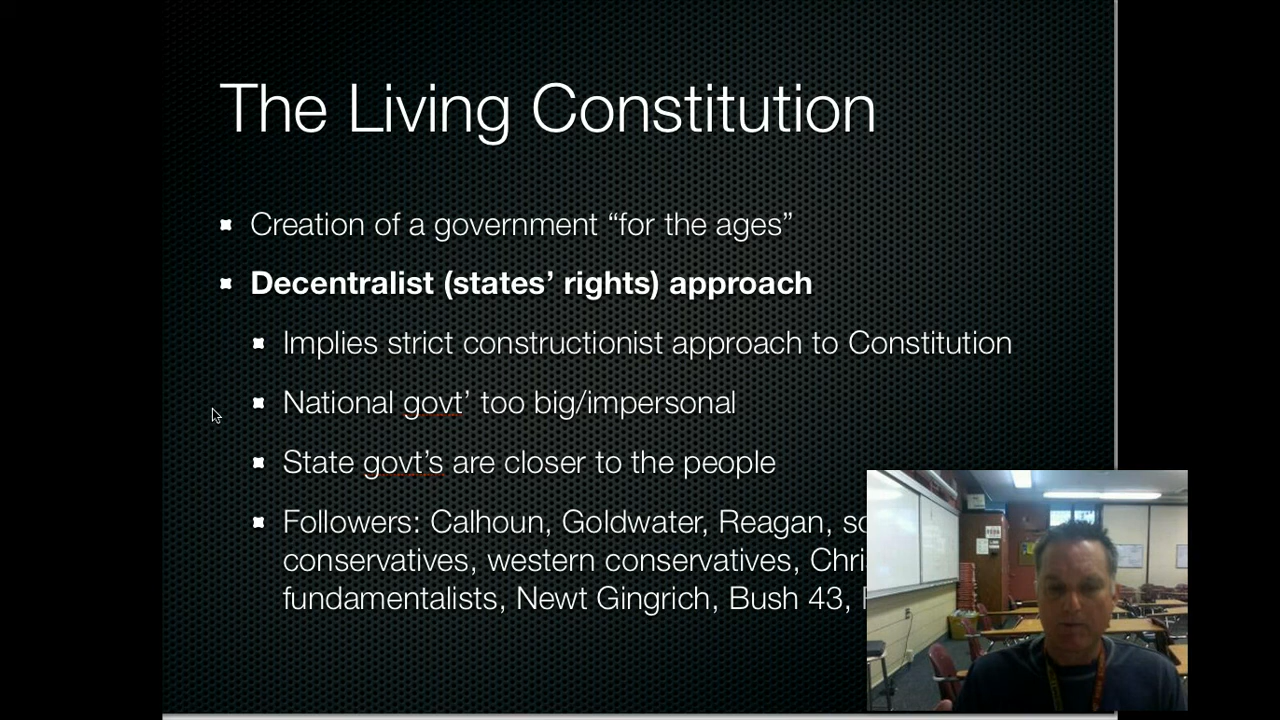 The Living Constitution
Creation of a government “for the ages”
Decentralist (states’ rights) approach
Implies strict constructionist approach to Constitution
National govt’ too big/impersonal
State govt’s are closer to the people
Followers: Calhoun, Goldwater, Reagan,
conservatives, western conservatives,
fundamentalists, Newt Gingrich, Bush 43,